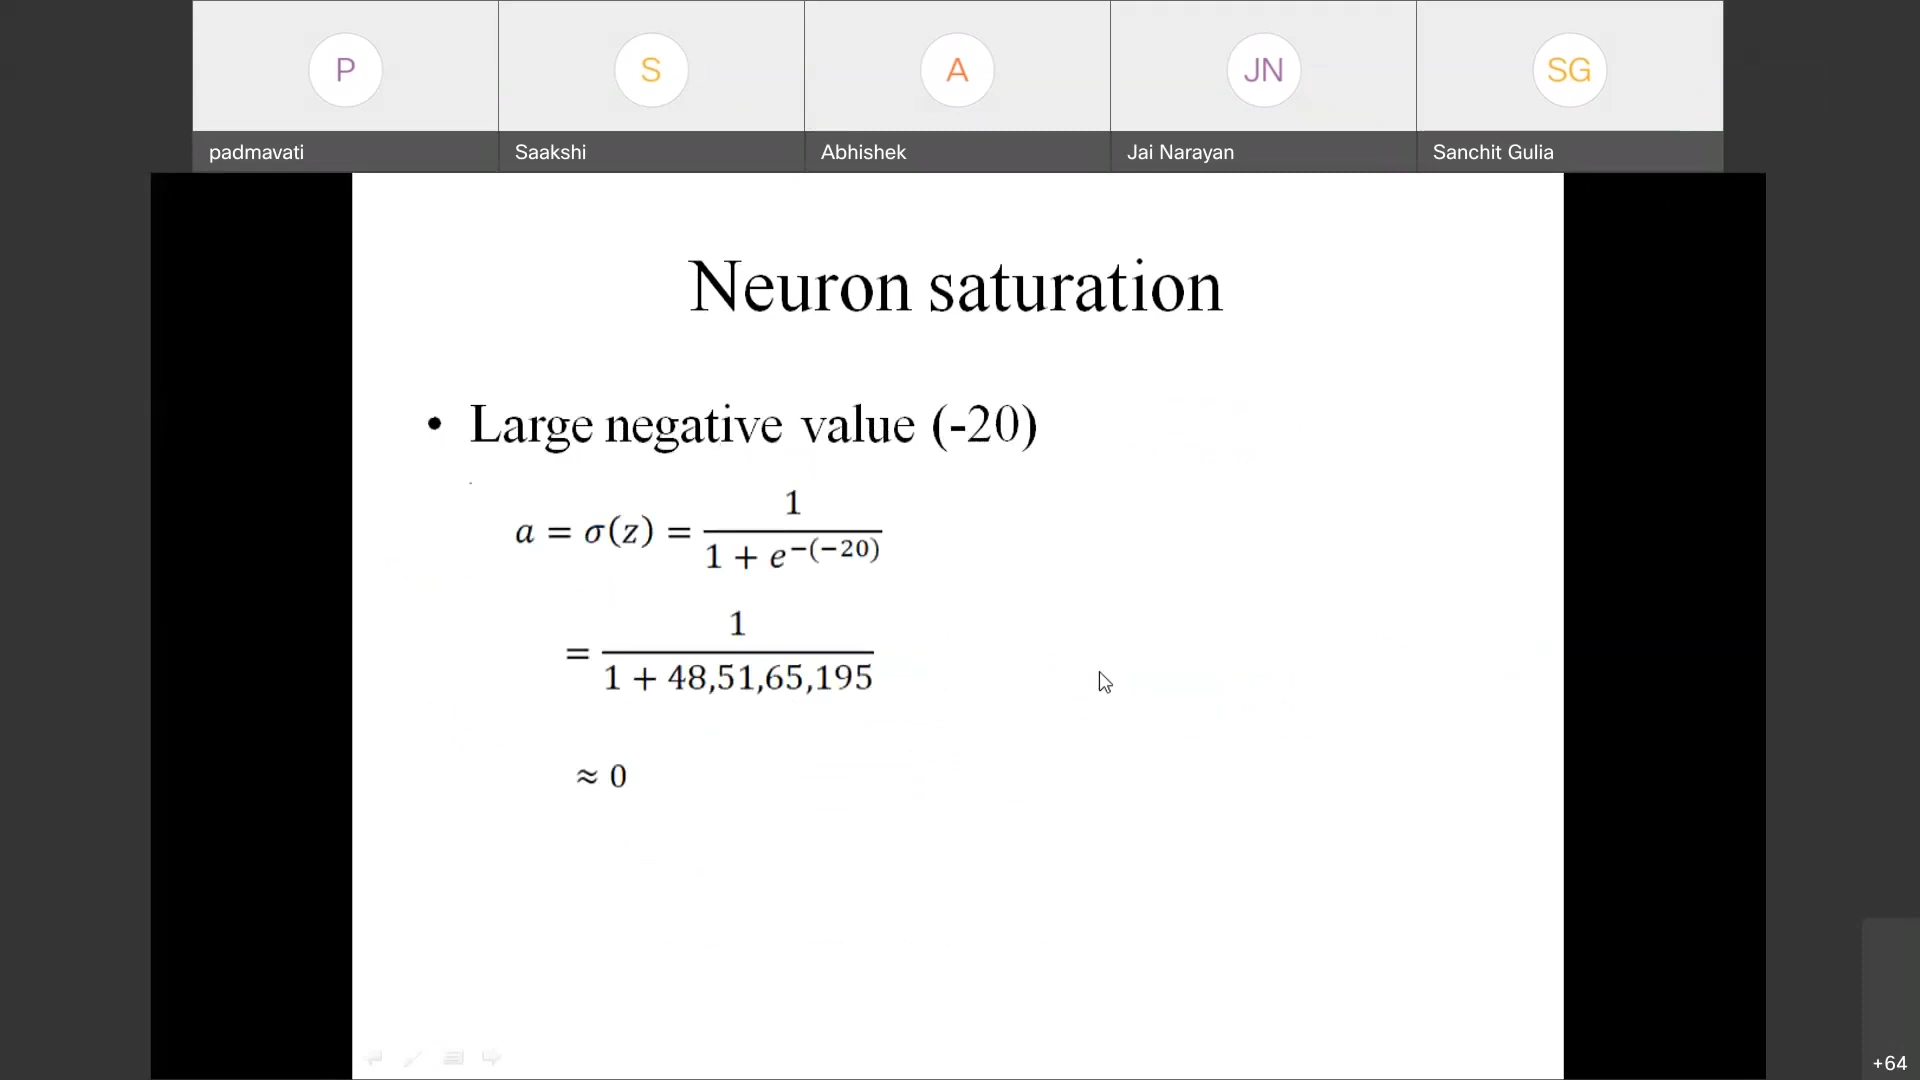 P
S
A
JN
SG
padmavati
Saakshi
Abhishek
Jai Narayan
Sanchit Gulia
Neuron saturation
• Large negative value (-20)
a = σ(z) = 1 / (1 + e^−(−20))
= 1 / (1 + 48,51,65,195)
≈ 0
+64